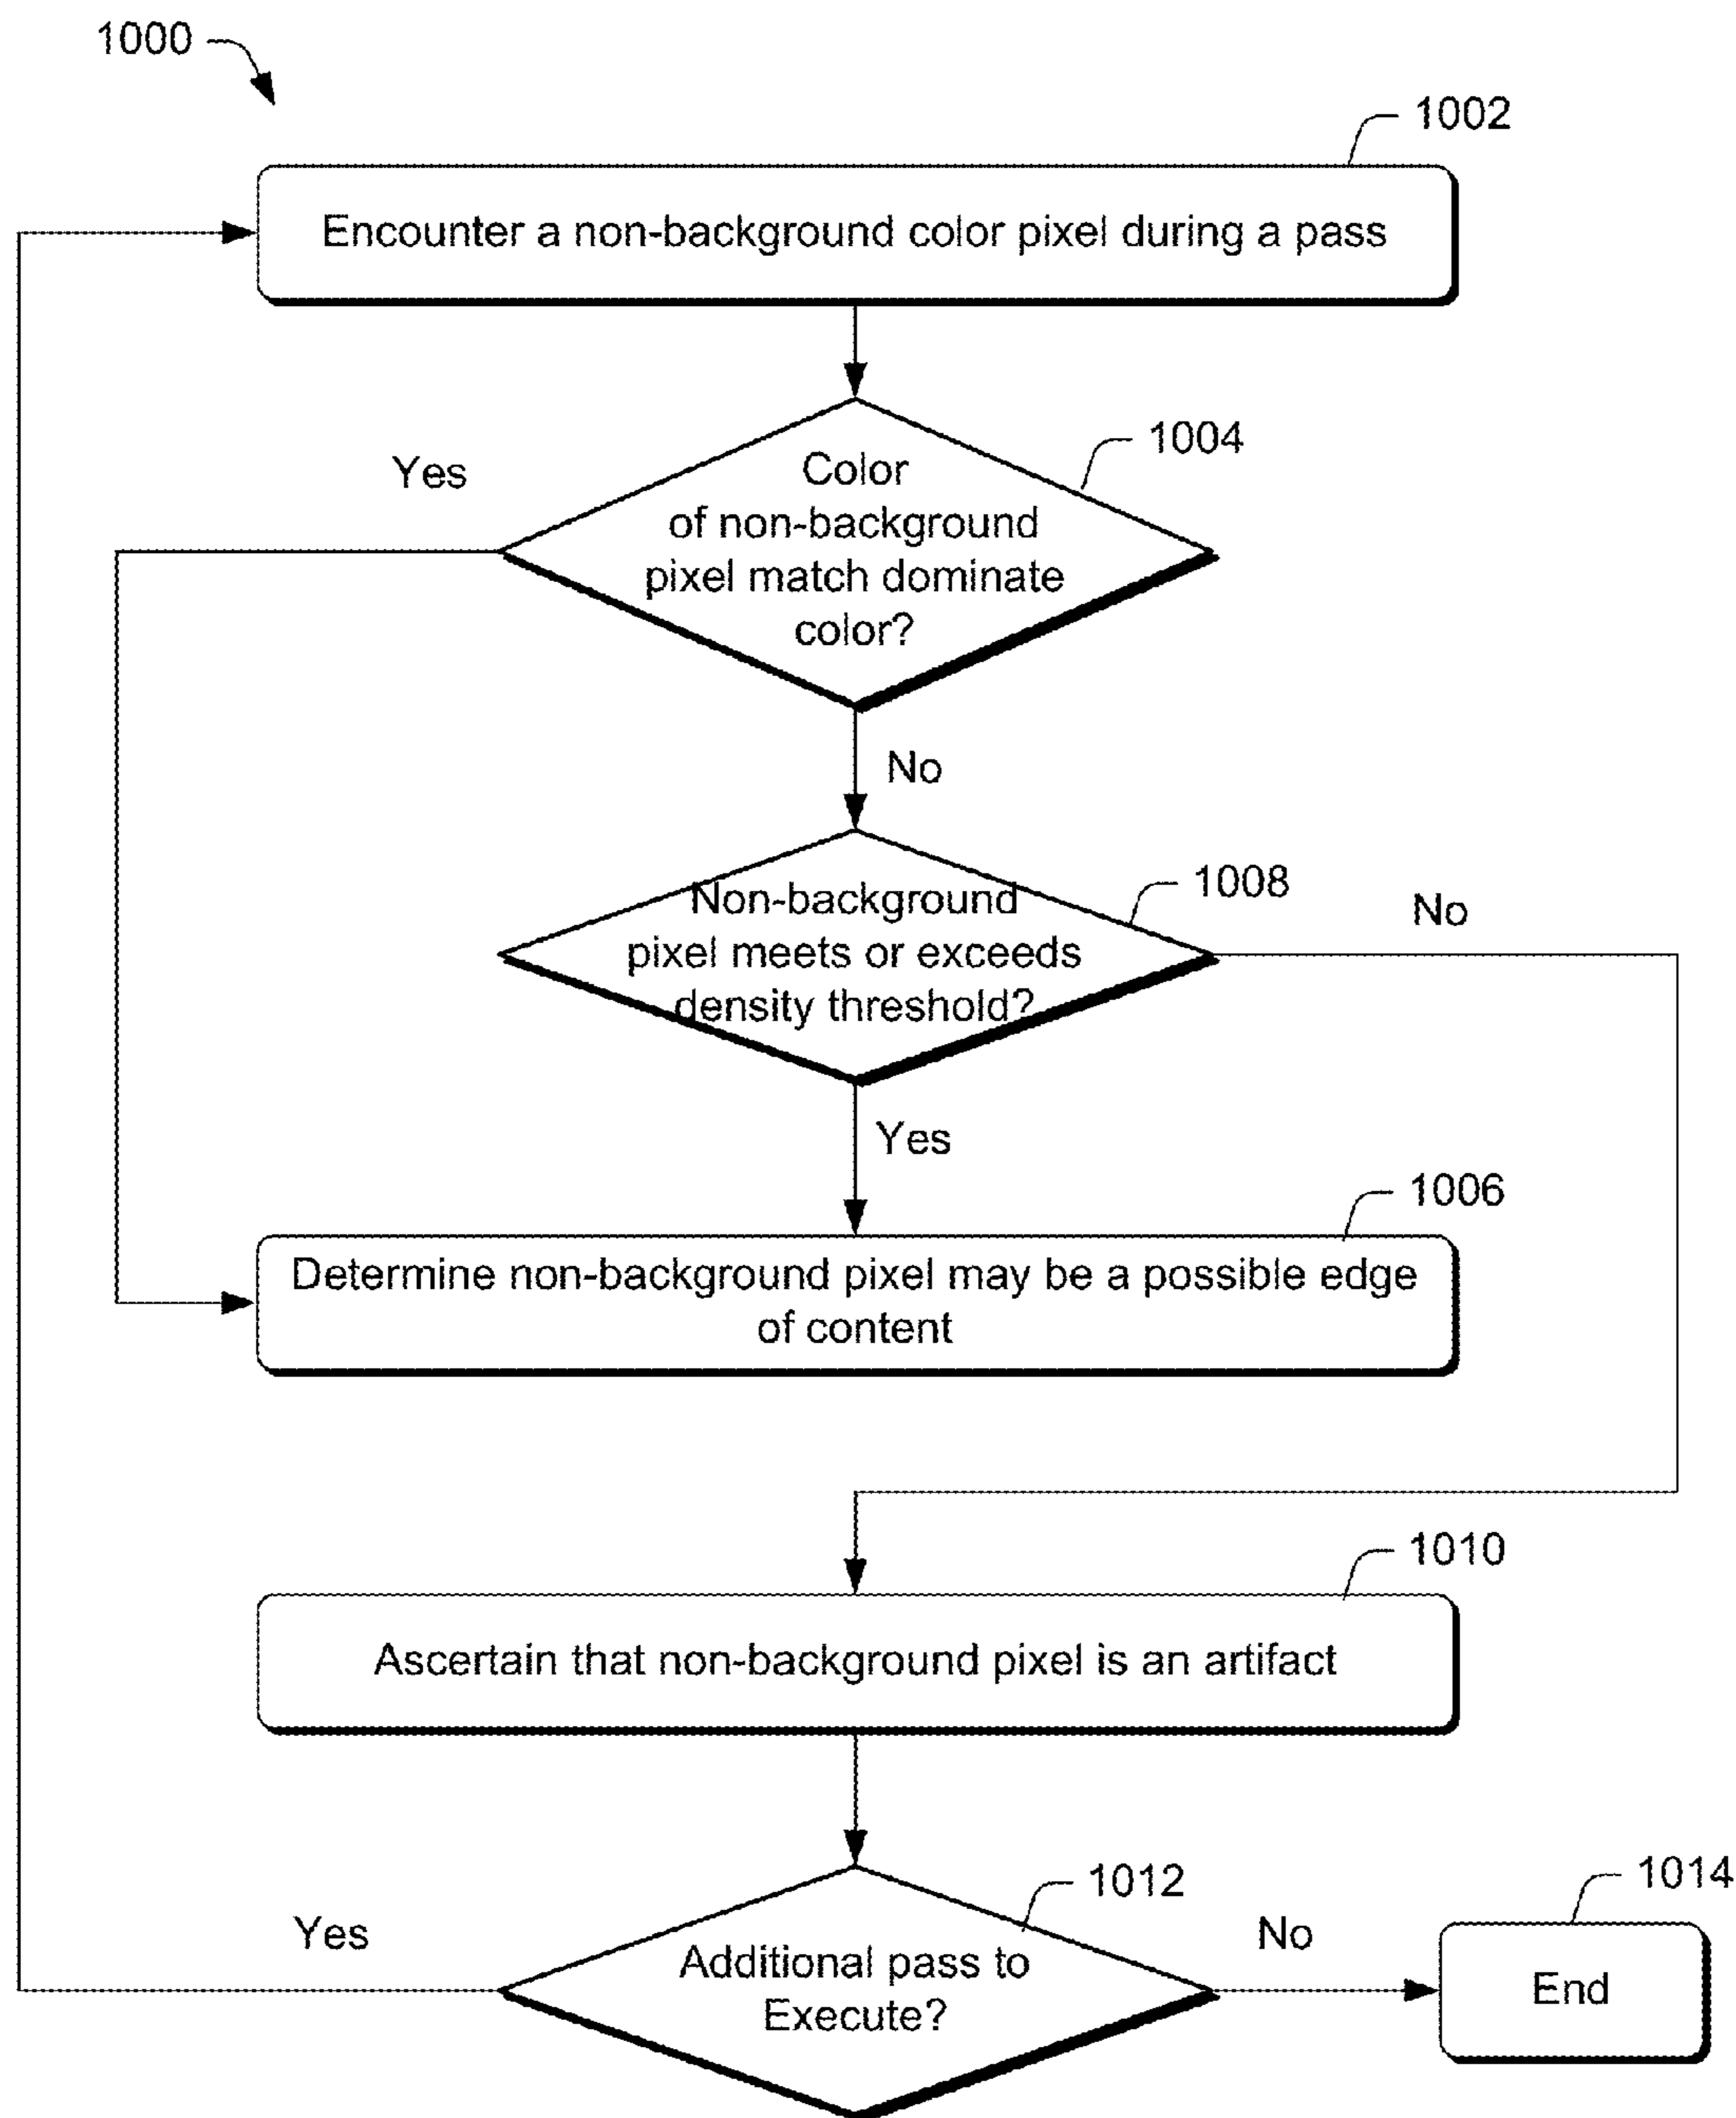 1000
1002
Encounter a non-background color pixel during a pass
1004
Yes
Color
of non-background
pixel match dominate
color?
No
1008
Non-background
pixel meets or exceeds
density threshold?
No
Yes
1006
Determine non-background pixel may be a possible edge
of content
1010
Ascertain that non-background pixel is an artifact
1012
1014
Yes
Additional pass to
Execute?
No
End